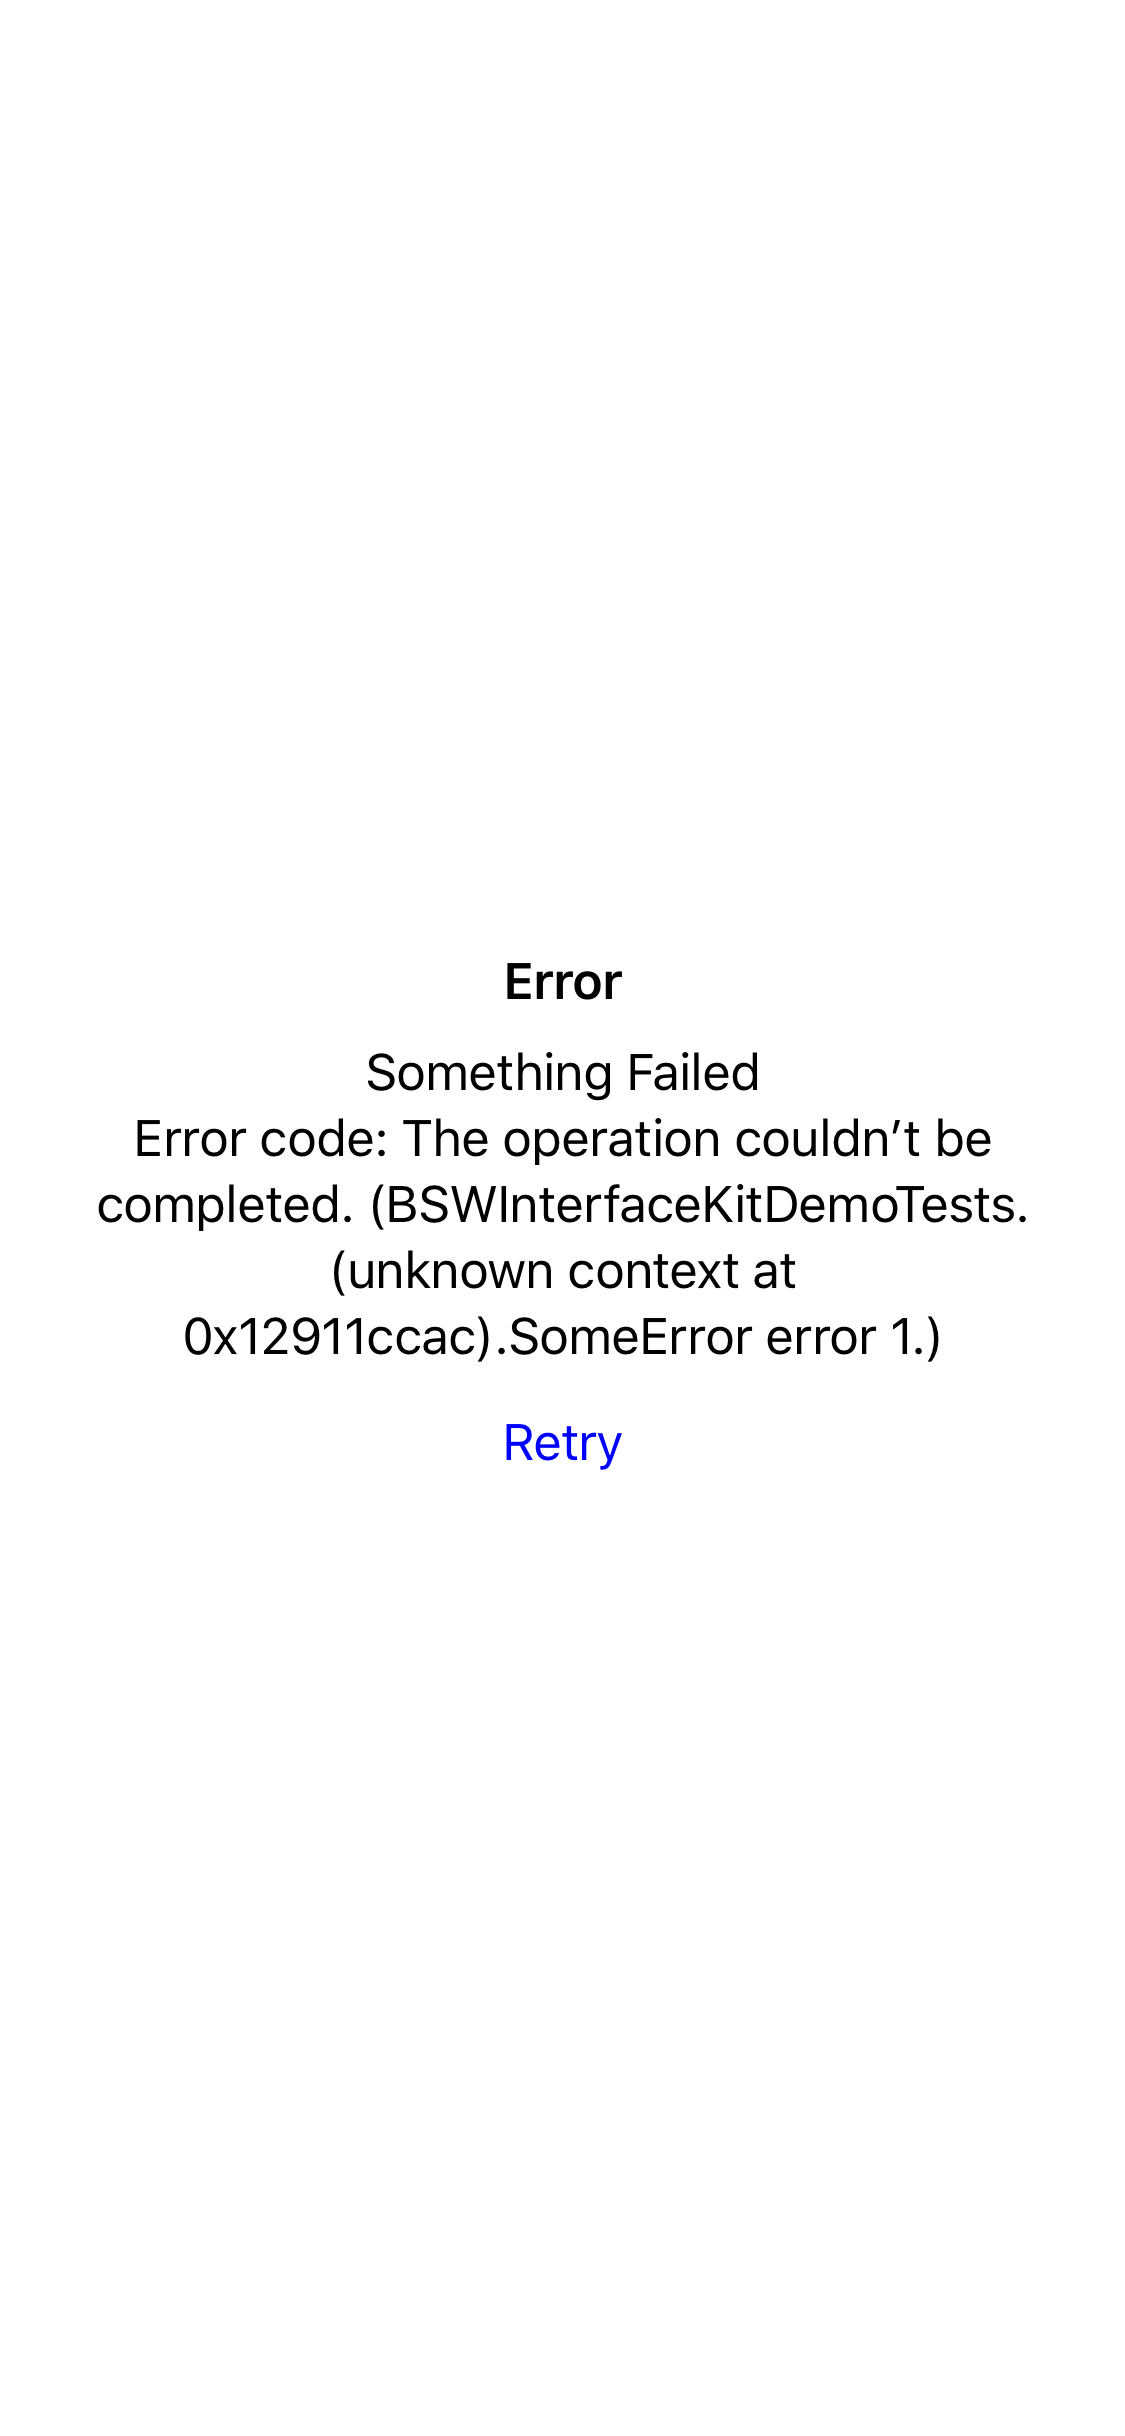 Error
Something Failed
Error code: The operation couldn’t be
completed. (BSWInterfaceKitDemoTests.
(unknown context at
0x12911ccac).SomeError error 1.)
Retry